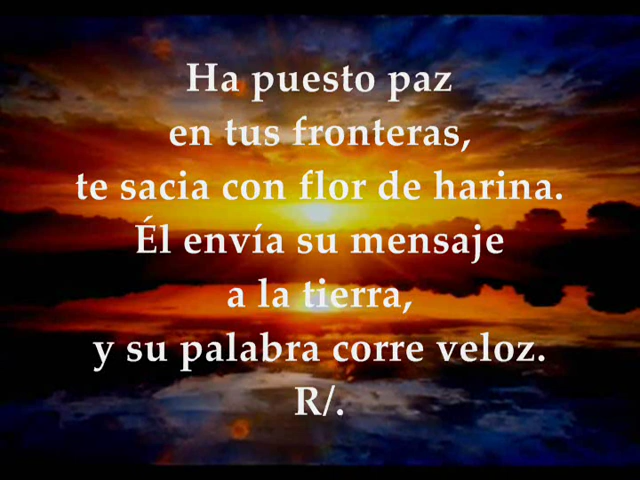 Ha puesto paz
en tus fronteras,
te sacia con flor de harina.
Él envía su mensaje
a la tierra,
y su palabra corre veloz.
R/.